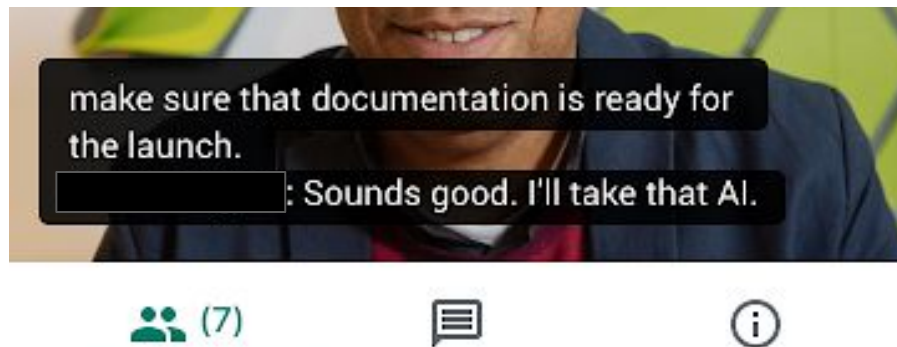 make sure that documentation is ready for
the launch.
: Sounds good. I'll take that AI.
(7)